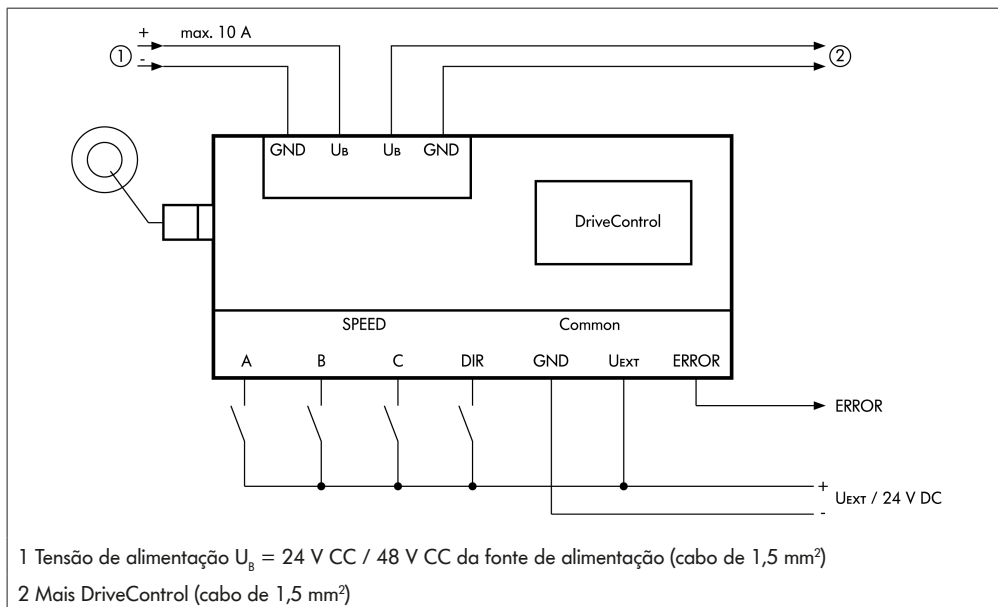 + max. 10 A
-
1
2
GND UB UB GND
DriveControl
SPEED Common
A B C DIR GND UEXT ERROR
ERROR
+
UEXT / 24 V DC
-
1 Tensão de alimentação UB = 24 V CC / 48 V CC da fonte de alimentação (cabo de 1,5 mm²)
2 Mais DriveControl (cabo de 1,5 mm²)